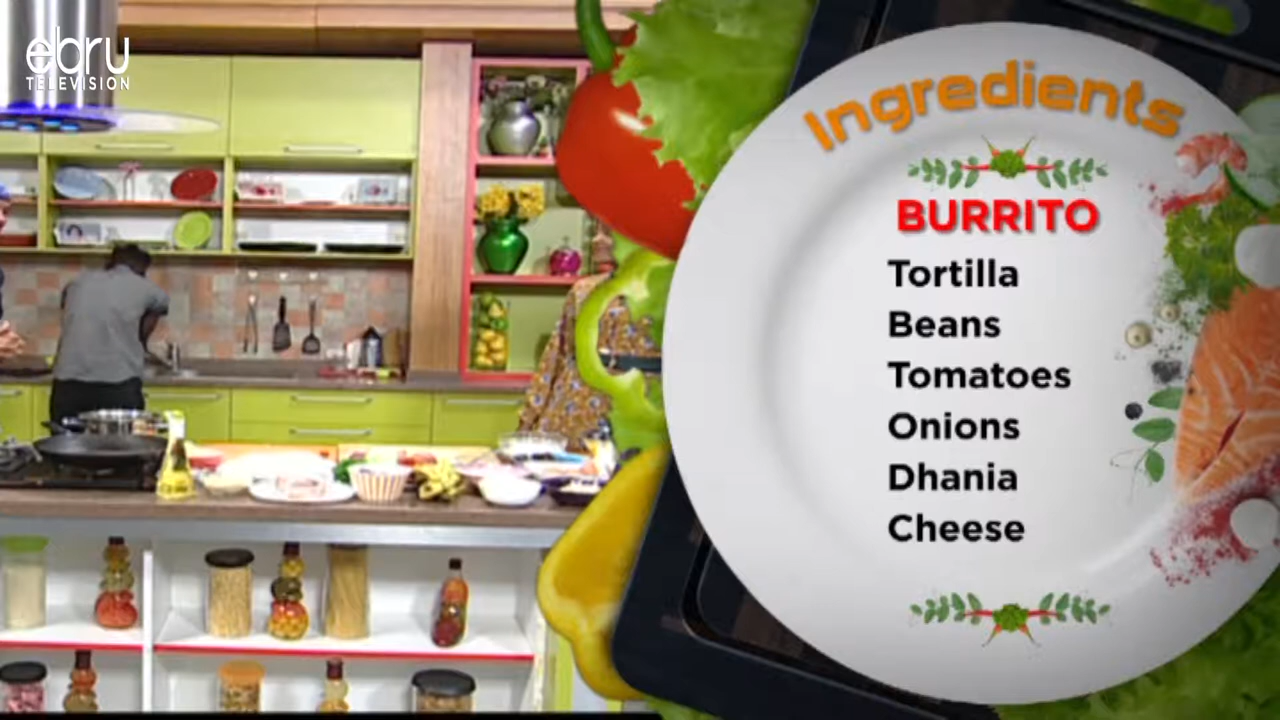 ebru
TELEVISION
Ingredients
BURRITO
Tortilla
Beans
Tomatoes
Onions
Dhania
Cheese